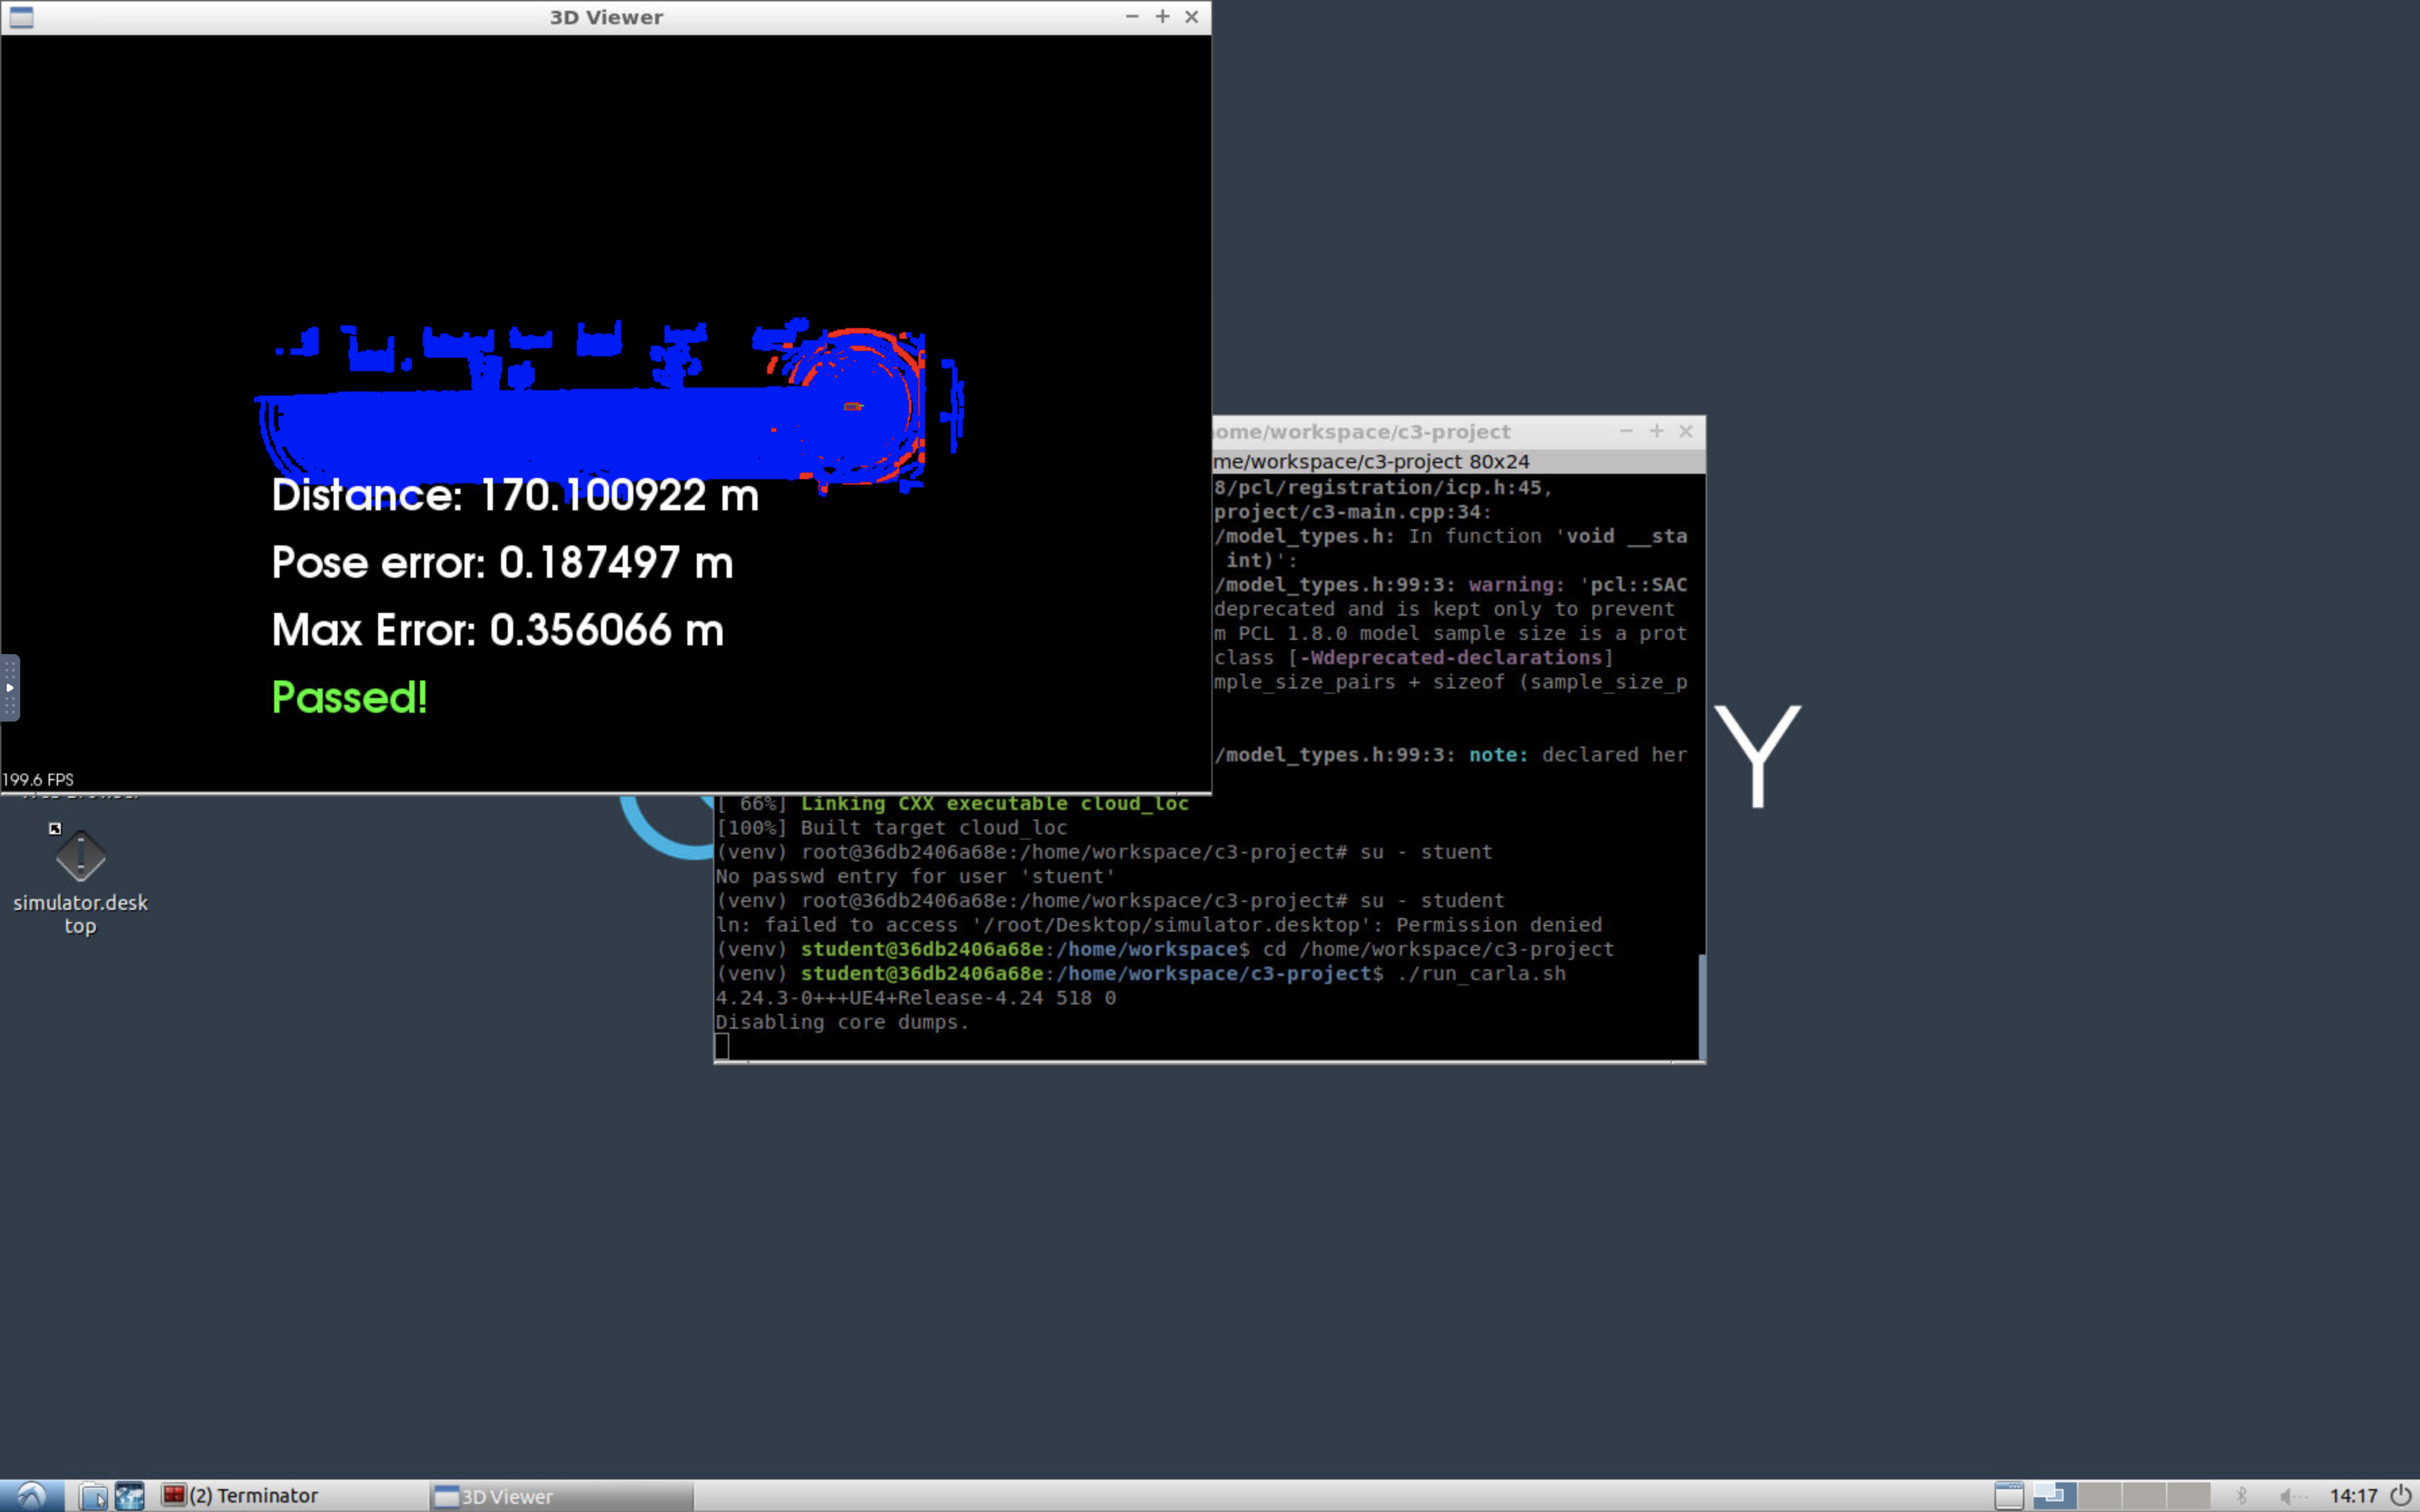 3D Viewer
Distance: 170.100922 m
Pose error: 0.187497 m
Max Error: 0.356066 m
Passed!
199.6 FPS
ome/workspace/c3-project
me/workspace/c3-project 80x24
8/pcl/registration/icp.h:45,
project/c3-main.cpp:34:
/model_types.h: In function 'void __sta
int)':
/model_types.h:99:3: warning: 'pcl::SAC
deprecated and is kept only to prevent
m PCL 1.8.0 model sample size is a prot
class [-Wdeprecated-declarations]
mple_size_pairs + sizeof (sample_size_p
/model_types.h:99:3: note: declared her
[ 66%] Linking CXX executable cloud_loc
[100%] Built target cloud_loc
(venv) root@36db2406a68e:/home/workspace/c3-project# su - stuent
No passwd entry for user 'stuent'
(venv) root@36db2406a68e:/home/workspace/c3-project# su - student
ln: failed to access '/root/Desktop/simulator.desktop': Permission denied
(venv) student@36db2406a68e:/home/workspace$ cd /home/workspace/c3-project
(venv) student@36db2406a68e:/home/workspace/c3-project$ ./run_carla.sh
4.24.3-0+++UE4+Release-4.24 518 0
Disabling core dumps.
Y
simulator.desk
top
(2) Terminator
3D Viewer
14:17